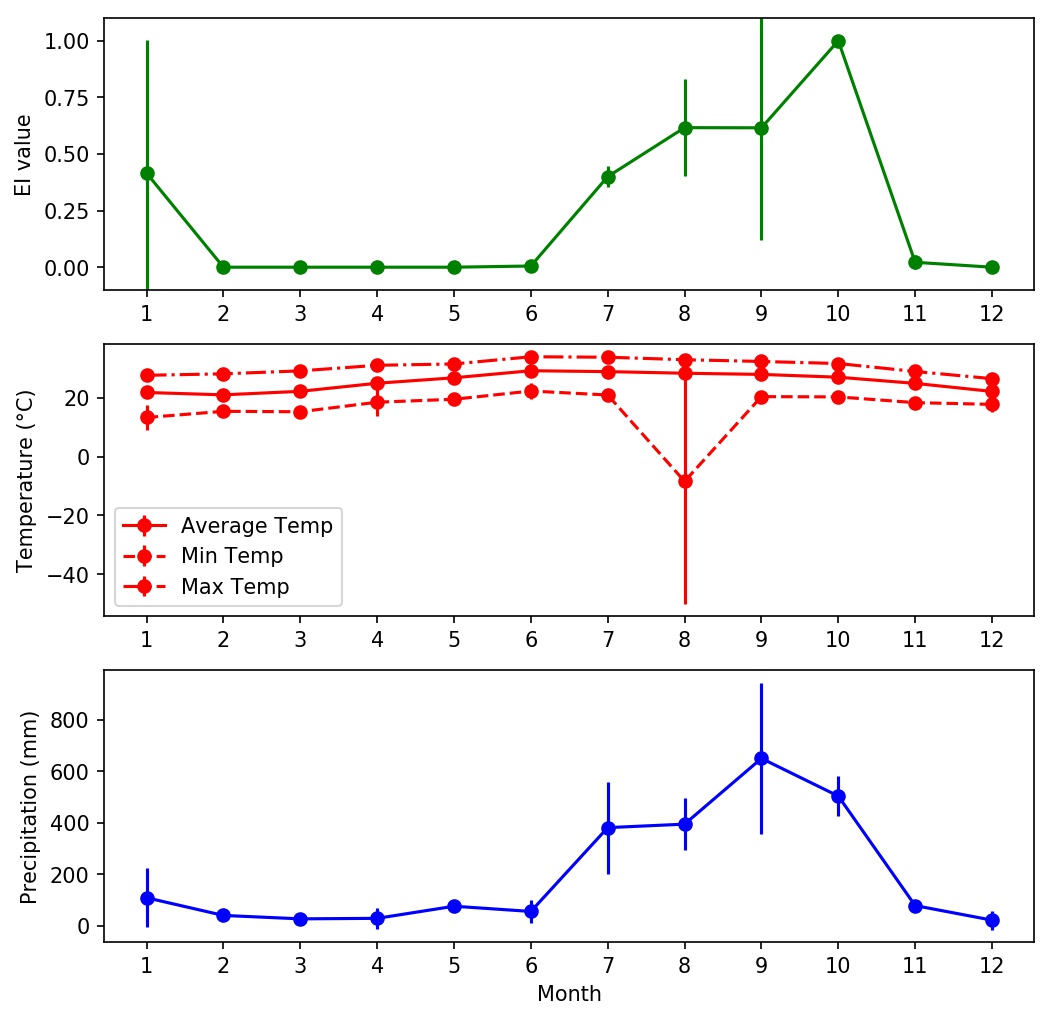 EI value
1.00
0.75
0.50
0.25
0.00
1 2 3 4 5 6 7 8 9 10 11 12
Temperature (°C)
20
0
−20
−40
Average Temp
Min Temp
Max Temp
1 2 3 4 5 6 7 8 9 10 11 12
Precipitation (mm)
800
600
400
200
0
1 2 3 4 5 6 7 8 9 10 11 12
Month